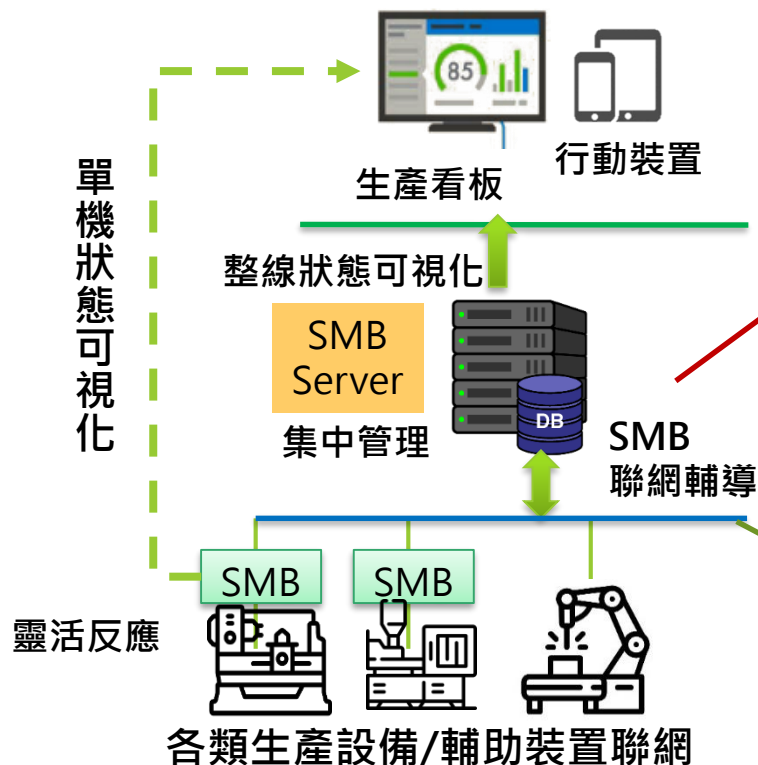 85
行動裝置
生產看板
單機狀態可視化
整線狀態可視化
SMB
Server
集中管理
DB
SMB
聯網輔導
SMB
SMB
靈活反應
各類生產設備/輔助裝置聯網